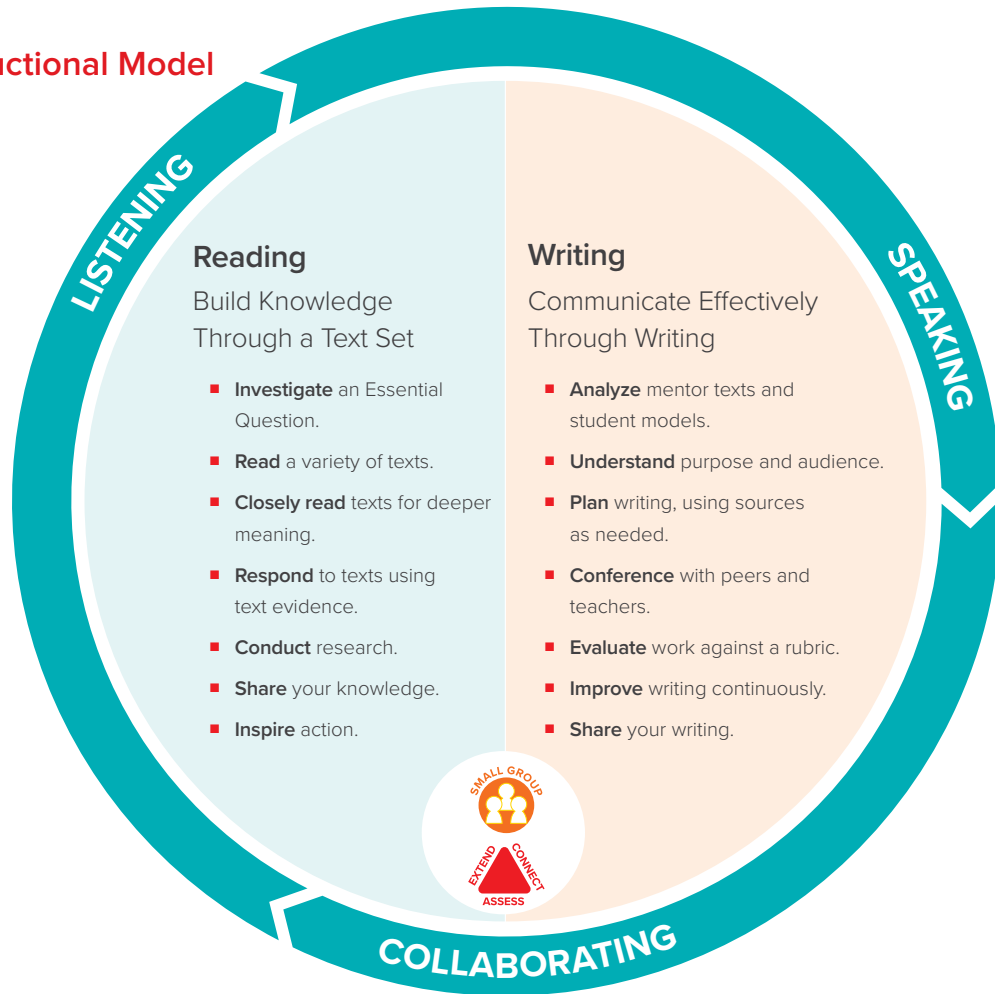 uctional Model
LISTENING
SPEAKING
Reading
Build Knowledge
Through a Text Set
Investigate an Essential
Question.
Read a variety of texts.
Closely read texts for deeper
meaning.
Respond to texts using
text evidence.
Conduct research.
Share your knowledge.
Inspire action.
Writing
Communicate Effectively
Through Writing
Analyze mentor texts and
student models.
Understand purpose and audience.
Plan writing, using sources
as needed.
Conference with peers and
teachers.
Evaluate work against a rubric.
Improve writing continuously.
Share your writing.
SMALL GROUP
EXTEND
CONNECT
ASSESS
COLLABORATING